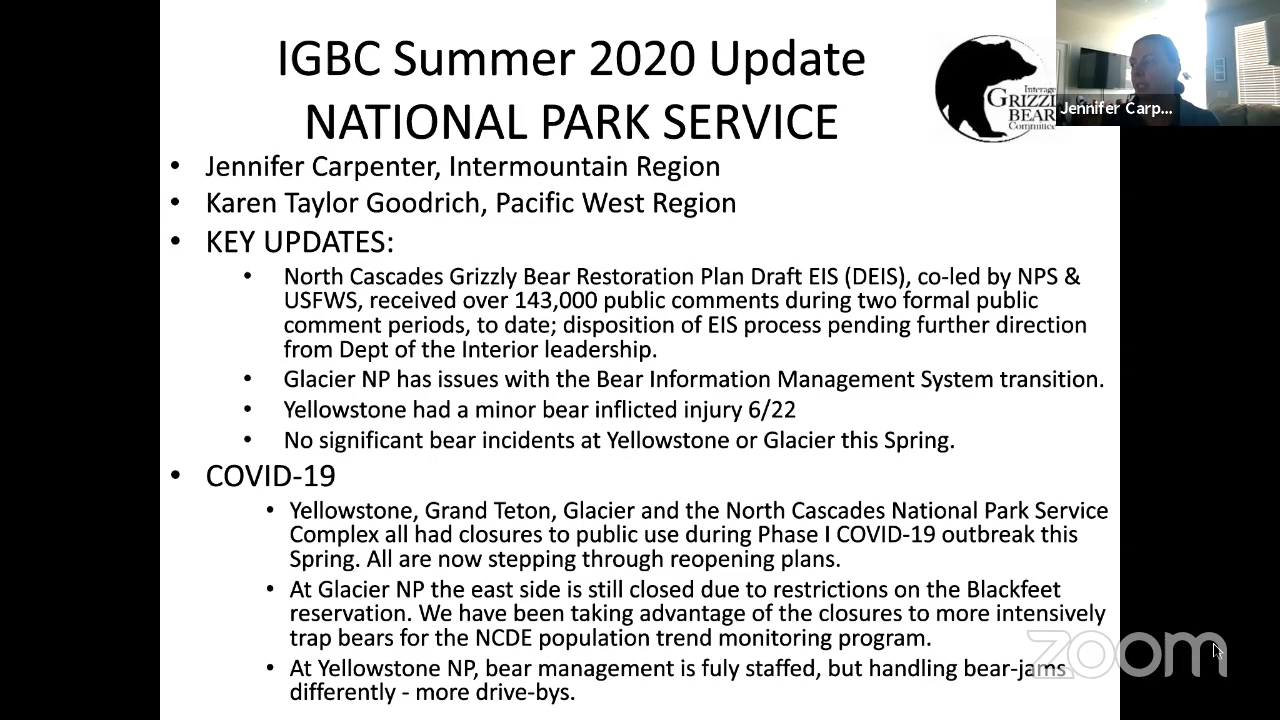 IGBC Summer 2020 Update
NATIONAL PARK SERVICE
Interage
GRIZZL
BEAR
Committee
Jennifer Carp...
• Jennifer Carpenter, Intermountain Region
• Karen Taylor Goodrich, Pacific West Region
• KEY UPDATES:
• North Cascades Grizzly Bear Restoration Plan Draft EIS (DEIS), co-led by NPS &
USFWS, received over 143,000 public comments during two formal public
comment periods, to date; disposition of EIS process pending further direction
from Dept of the Interior leadership.
• Glacier NP has issues with the Bear Information Management System transition.
• Yellowstone had a minor bear inflicted injury 6/22
• No significant bear incidents at Yellowstone or Glacier this Spring.
• COVID-19
• Yellowstone, Grand Teton, Glacier and the North Cascades National Park Service
Complex all had closures to public use during Phase I COVID-19 outbreak this
Spring. All are now stepping through reopening plans.
• At Glacier NP the east side is still closed due to restrictions on the Blackfeet
reservation. We have been taking advantage of the closures to more intensively
trap bears for the NCDE population trend monitoring program.
• At Yellowstone NP, bear management is fuly staffed, but handling bear-jams
differently - more drive-bys.
zoom